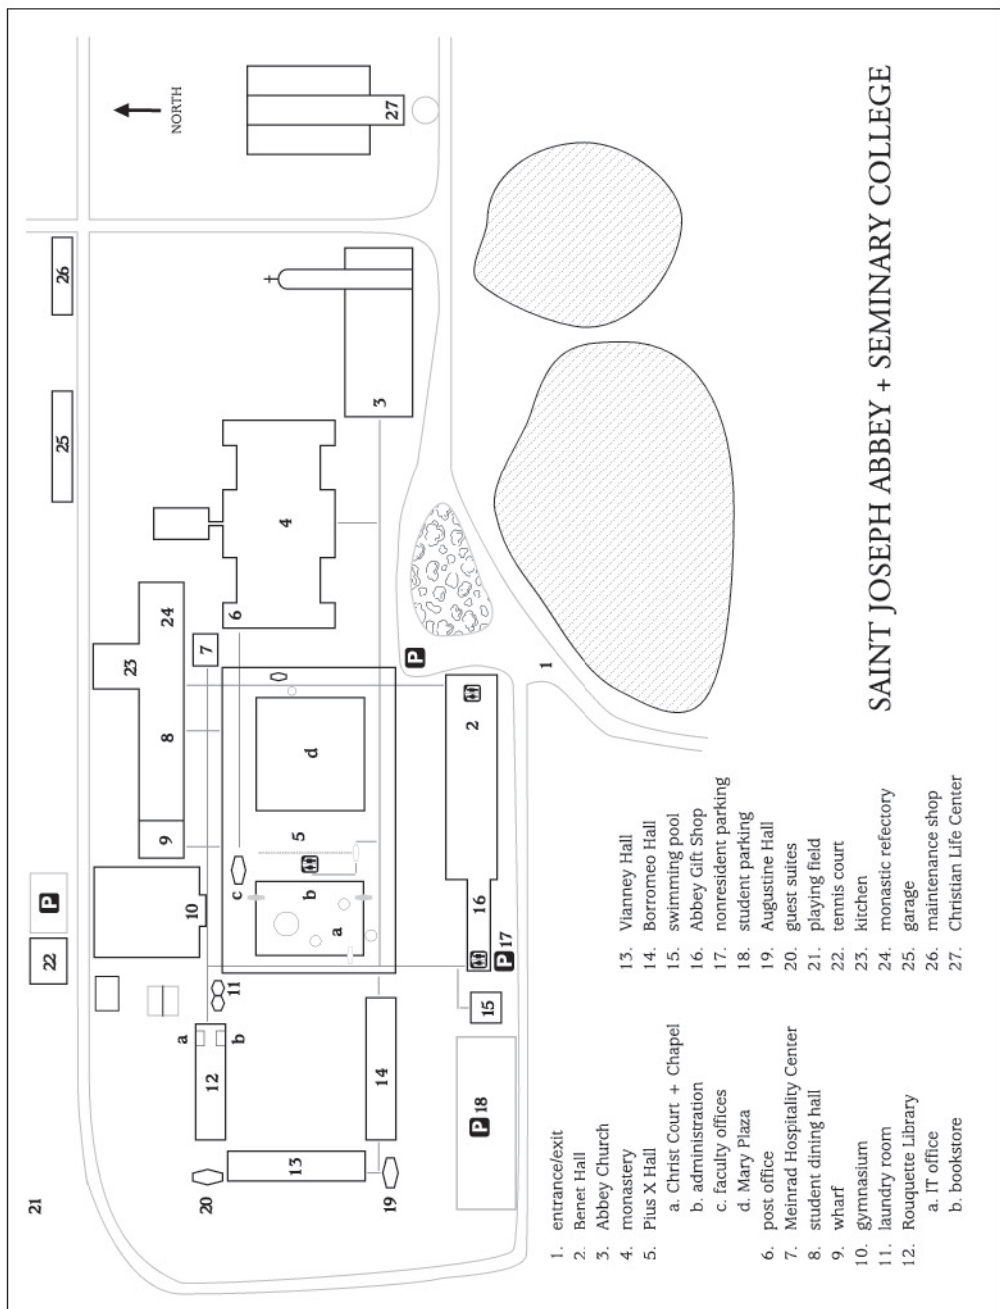 NORTH
27
26
25
3
4
6
24
23
7
8
9
10
22
P
P
1
2
d
5
c
b
a
16
P 17
15
11
a
b
12
14
P 18
13
20
19
21
SAINT JOSEPH ABBEY + SEMINARY COLLEGE
1. entrance/exit
2. Benet Hall
3. Abbey Church
4. monastery
5. Pius X Hall
a. Christ Court + Chapel
b. administration
c. faculty offices
d. Mary Plaza
6. post office
7. Meinrad Hospitality Center
8. student dining hall
9. wharf
10. gymnasium
11. laundry room
12. Rouquette Library
a. IT office
b. bookstore
13. Vianney Hall
14. Borromeo Hall
15. swimming pool
16. Abbey Gift Shop
17. nonresident parking
18. student parking
19. Augustine Hall
20. guest suites
21. playing field
22. tennis court
23. kitchen
24. monastic refectory
25. garage
26. maintenance shop
27. Christian Life Center